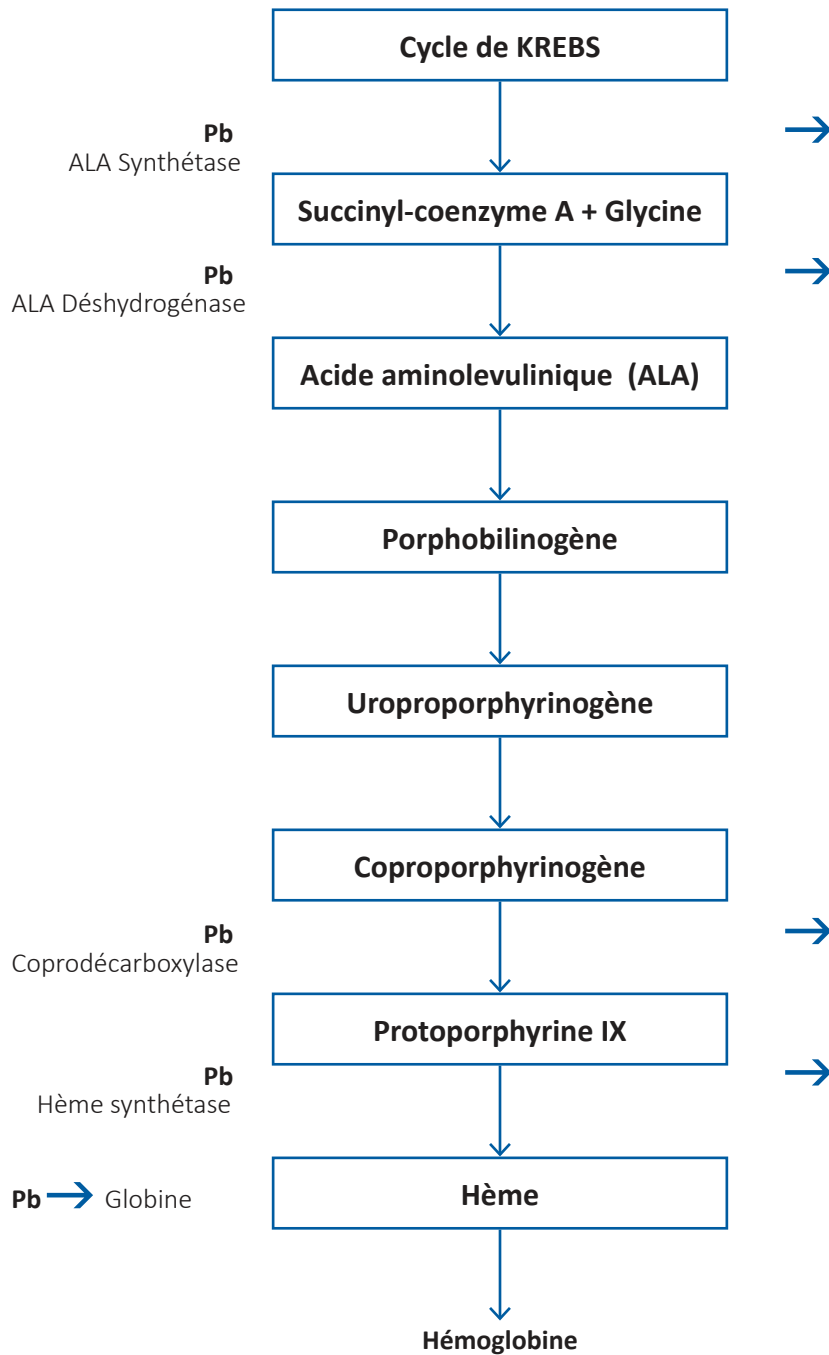 Cycle de KREBS
Pb
ALA Synthétase
Succinyl-coenzyme A + Glycine
Pb
ALA Déshydrogénase
Acide aminolevulinique (ALA)
Porphobilinogène
Uroproporphyrinogène
Coproporphyrinogène
Pb
Coprodécarboxylase
Protoporphyrine IX
Pb
Hème synthétase
Pb → Globine
Hème
Hémoglobine